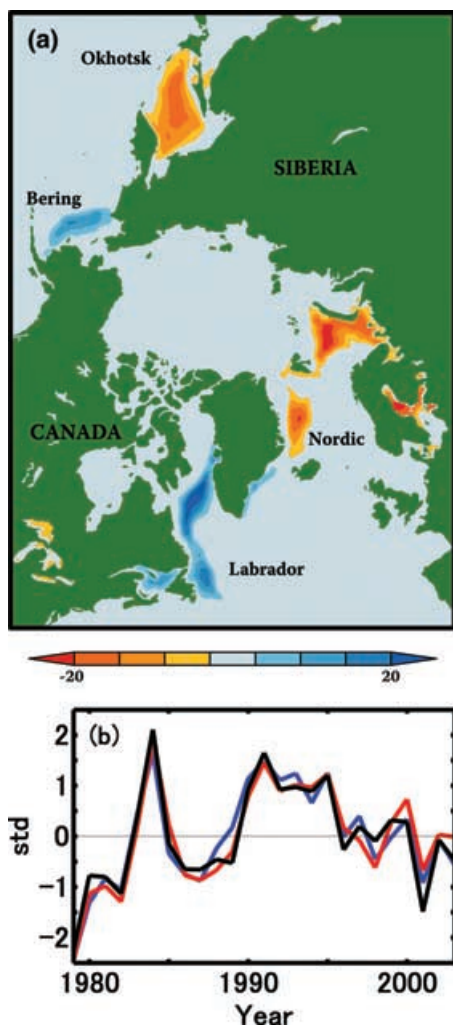 (a)
Okhotsk
SIBERIA
Bering
CANADA
Nordic
Labrador
-20 20
(b)
2
1
0
-1
-2
std
1980 1990 2000
Year